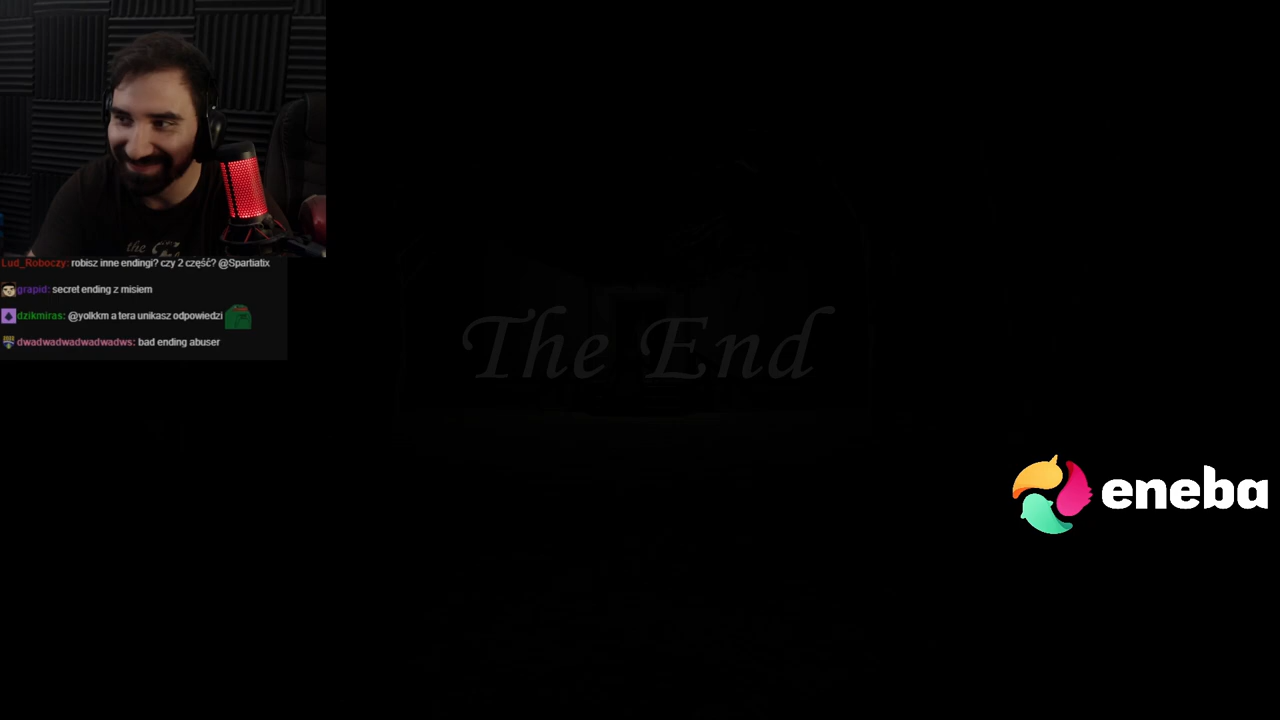 the
Lud_Roboczy: robisz inne endingi? czy 2 część? @Spartiatix
grapid: secret ending z misiem
dzikmiras: @yolkkm a tera unikasz odpowiedzi
dwadwadwadwadwadws: bad ending abuser
The End
eneba